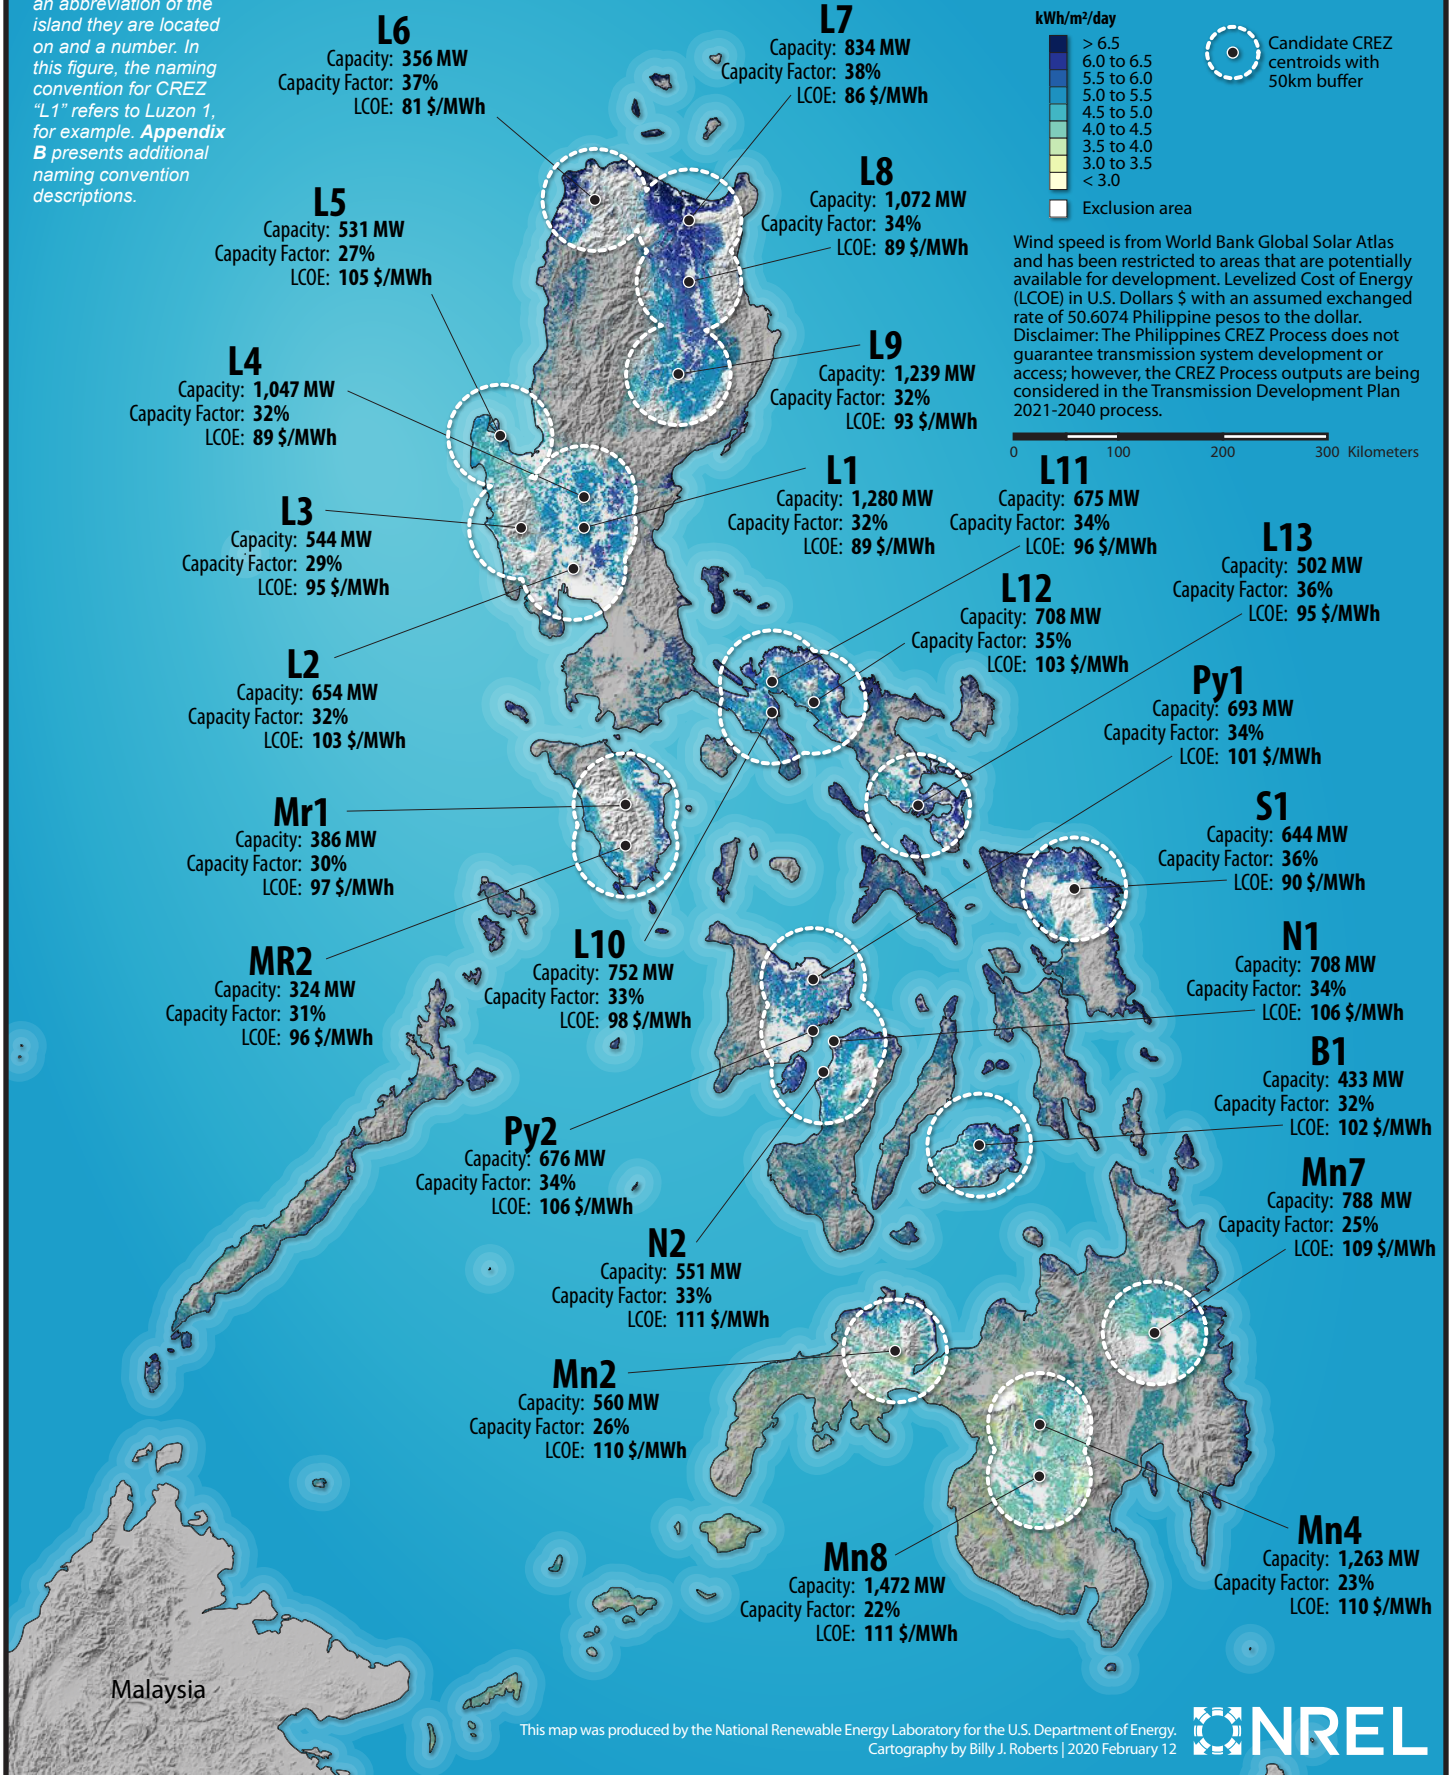 an abbreviation of the
island they are located
on and a number. In
this figure, the naming
convention for CREZ
“L1” refers to Luzon 1,
for example. Appendix
B presents additional
naming convention
descriptions.
L6
Capacity: 356 MW
Capacity Factor: 37%
LCOE: 81 $/MWh
L7
Capacity: 834 MW
Capacity Factor: 38%
LCOE: 86 $/MWh
kWh/m²/day
> 6.5
6.0 to 6.5
5.5 to 6.0
5.0 to 5.5
4.5 to 5.0
4.0 to 4.5
3.5 to 4.0
3.0 to 3.5
< 3.0
Exclusion area
Candidate CREZ
centroids with
50km buffer
L5
Capacity: 531 MW
Capacity Factor: 27%
LCOE: 105 $/MWh
L8
Capacity: 1,072 MW
Capacity Factor: 34%
LCOE: 89 $/MWh
Wind speed is from World Bank Global Solar Atlas
and has been restricted to areas that are potentially
available for development. Levelized Cost of Energy
(LCOE) in U.S. Dollars $ with an assumed exchanged
rate of 50.6074 Philippine pesos to the dollar.
Disclaimer: The Philippines CREZ Process does not
guarantee transmission system development or
access; however, the CREZ Process outputs are being
considered in the Transmission Development Plan
2021-2040 process.
0 100 200 300 Kilometers
L4
Capacity: 1,047 MW
Capacity Factor: 32%
LCOE: 89 $/MWh
L9
Capacity: 1,239 MW
Capacity Factor: 32%
LCOE: 93 $/MWh
L3
Capacity: 544 MW
Capacity Factor: 29%
LCOE: 95 $/MWh
L1
Capacity: 1,280 MW
Capacity Factor: 32%
LCOE: 89 $/MWh
L11
Capacity: 675 MW
Capacity Factor: 34%
LCOE: 96 $/MWh
L13
Capacity: 502 MW
Capacity Factor: 36%
LCOE: 95 $/MWh
L12
Capacity: 708 MW
Capacity Factor: 35%
LCOE: 103 $/MWh
L2
Capacity: 654 MW
Capacity Factor: 32%
LCOE: 103 $/MWh
Py1
Capacity: 693 MW
Capacity Factor: 34%
LCOE: 101 $/MWh
Mr1
Capacity: 386 MW
Capacity Factor: 30%
LCOE: 97 $/MWh
S1
Capacity: 644 MW
Capacity Factor: 36%
LCOE: 90 $/MWh
MR2
Capacity: 324 MW
Capacity Factor: 31%
LCOE: 96 $/MWh
L10
Capacity: 752 MW
Capacity Factor: 33%
LCOE: 98 $/MWh
N1
Capacity: 708 MW
Capacity Factor: 34%
LCOE: 106 $/MWh
B1
Capacity: 433 MW
Capacity Factor: 32%
LCOE: 102 $/MWh
Py2
Capacity: 676 MW
Capacity Factor: 34%
LCOE: 106 $/MWh
Mn7
Capacity: 788 MW
Capacity Factor: 25%
LCOE: 109 $/MWh
N2
Capacity: 551 MW
Capacity Factor: 33%
LCOE: 111 $/MWh
Mn2
Capacity: 560 MW
Capacity Factor: 26%
LCOE: 110 $/MWh
Mn8
Capacity: 1,472 MW
Capacity Factor: 22%
LCOE: 111 $/MWh
Mn4
Capacity: 1,263 MW
Capacity Factor: 23%
LCOE: 110 $/MWh
Malaysia
This map was produced by the National Renewable Energy Laboratory for the U.S. Department of Energy.
Cartography by Billy J. Roberts | 2020 February 12
NREL